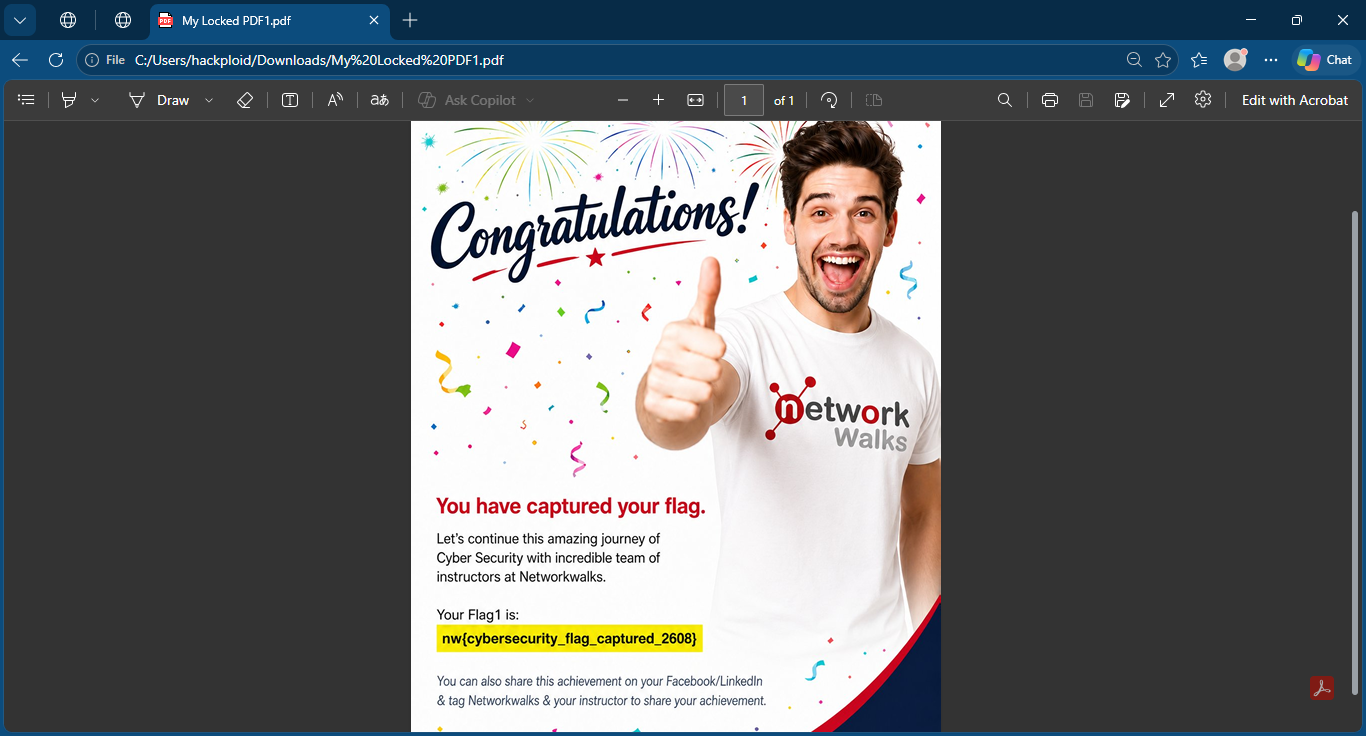 My Locked PDF1.pdf
File C:/Users/hackploid/Downloads/My%20Locked%20PDF1.pdf
Chat
Draw
Ask Copilot
1 of 1
Edit with Acrobat
Congratulations!
network
Walks
You have captured your flag.
Let's continue this amazing journey of
Cyber Security with incredible team of
instructors at Networkwalks.
Your Flag1 is:
nw{cybersecurity_flag_captured_2608}
You can also share this achievement on your Facebook/LinkedIn
& tag Networkwalks & your instructor to share your achievement.